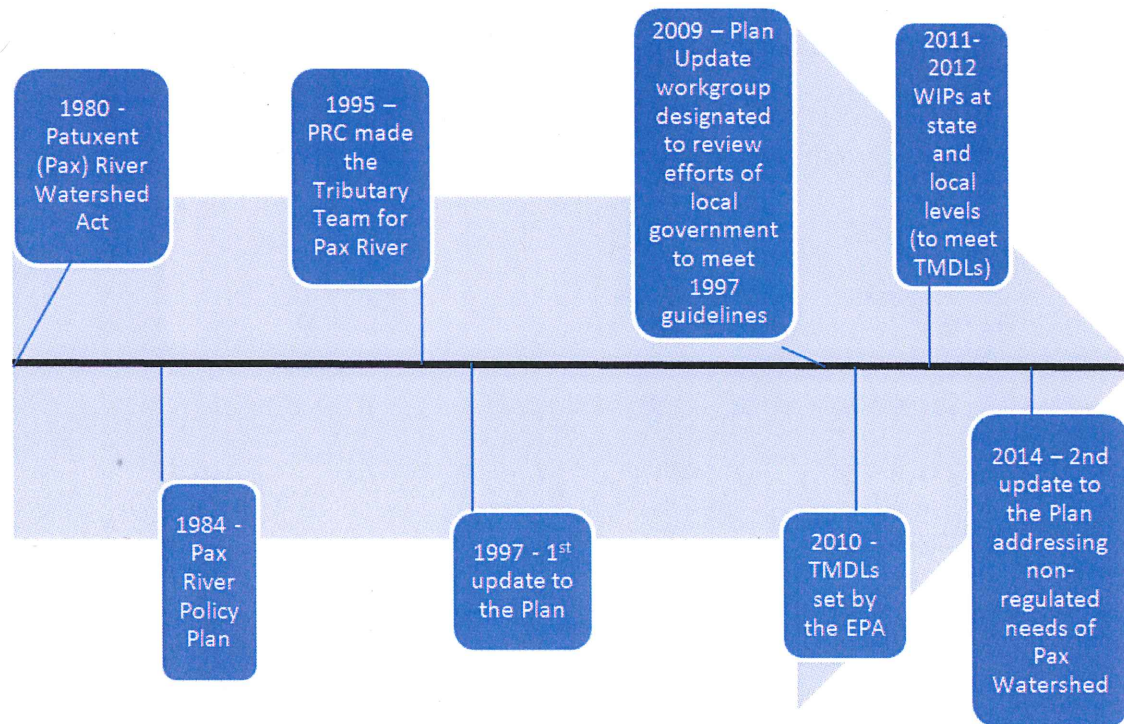 1980 -
Patuxent
(Pax) River
Watershed
Act
1984 -
Pax
River
Policy
Plan
1995 –
PRC made
the
Tributary
Team for
Pax River
1997 - 1st
update to
the Plan
2009 – Plan
Update
workgroup
designated
to review
efforts of
local
government
to meet
1997
guidelines
2010 -
TMDLs
set by
the EPA
2011-
2012
WIPs at
state
and
local
levels
(to meet
TMDLs)
2014 – 2nd
update to
the Plan
addressing
non-
regulated
needs of
Pax
Watershed